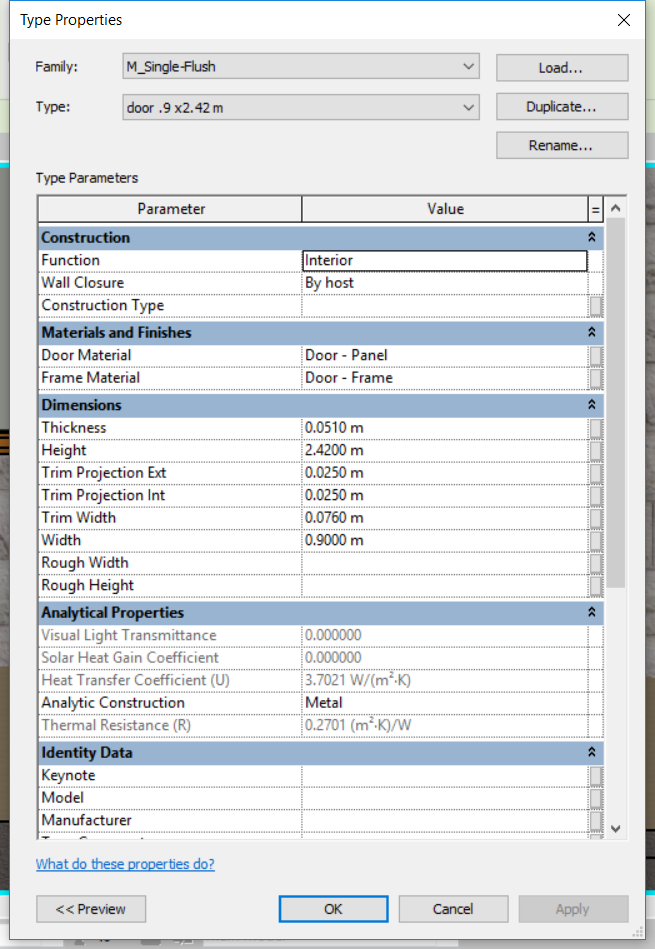 Type Properties
Family: M_Single-Flush Load...
Type: door .9 x2.42 m Duplicate...
Rename...
Type Parameters
Parameter Value =
Construction
Function Interior
Wall Closure By host
Construction Type
Materials and Finishes
Door Material Door - Panel
Frame Material Door - Frame
Dimensions
Thickness 0.0510 m
Height 2.4200 m
Trim Projection Ext 0.0250 m
Trim Projection Int 0.0250 m
Trim Width 0.0760 m
Width 0.9000 m
Rough Width
Rough Height
Analytical Properties
Visual Light Transmittance 0.000000
Solar Heat Gain Coefficient 0.000000
Heat Transfer Coefficient (U) 3.7021 W/(m²·K)
Analytic Construction Metal
Thermal Resistance (R) 0.2701 (m²·K)/W
Identity Data
Keynote
Model
Manufacturer
What do these properties do?
<< Preview OK Cancel Apply